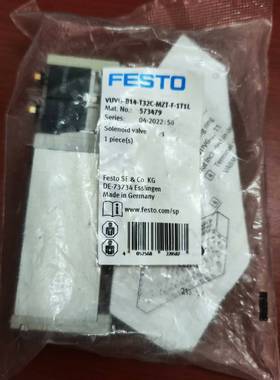 FESTO
VUVG-B14-T32C-MZT-F-1T1L
Mat. No.: 573479
Series: 04-2022:50
Solenoid valve
1 piece(s)
Festo SE & Co. KG
DE-73734 Esslingen
Made in Germany
www.festo.com/sp